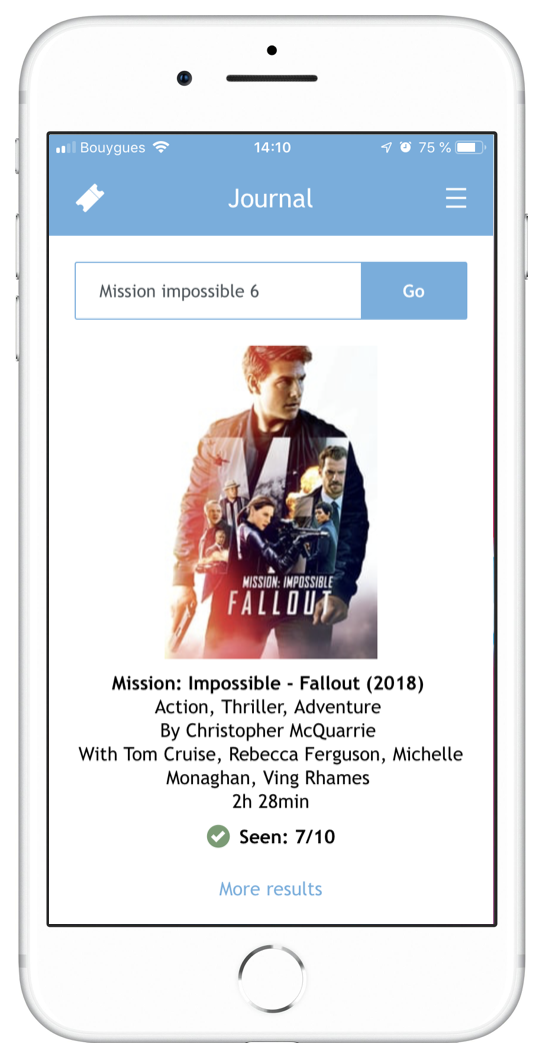 Bouygues 14:10 75 %
Journal
Mission impossible 6 Go
MISSION: IMPOSSIBLE
FALLOUT
Mission: Impossible - Fallout (2018)
Action, Thriller, Adventure
By Christopher McQuarrie
With Tom Cruise, Rebecca Ferguson, Michelle
Monaghan, Ving Rhames
2h 28min
Seen: 7/10
More results